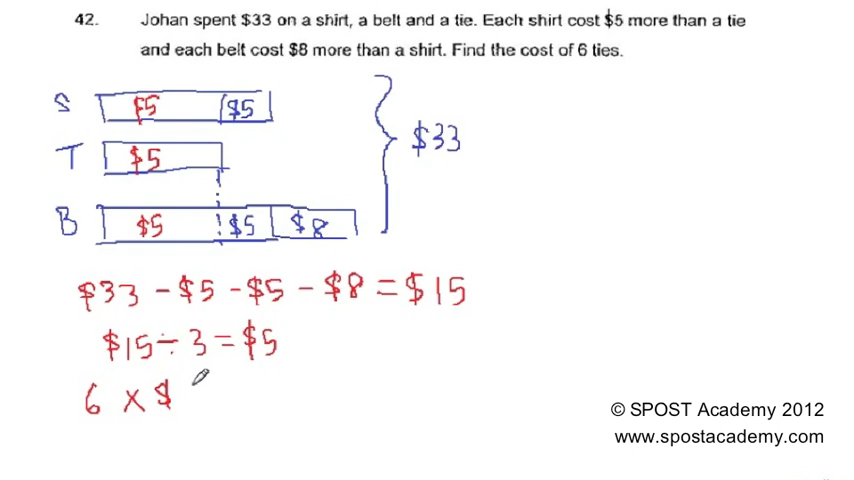 42. Johan spent $33 on a shirt, a belt and a tie. Each shirt cost $5 more than a tie
and each belt cost $8 more than a shirt. Find the cost of 6 ties.
S $5 $5
T $5
$33
B $5 $5 $8
$33 - $5 - $5 - $8 = $15
$15 ÷ 3 = $5
6 x $
© SPOST Academy 2012
www.spostacademy.com